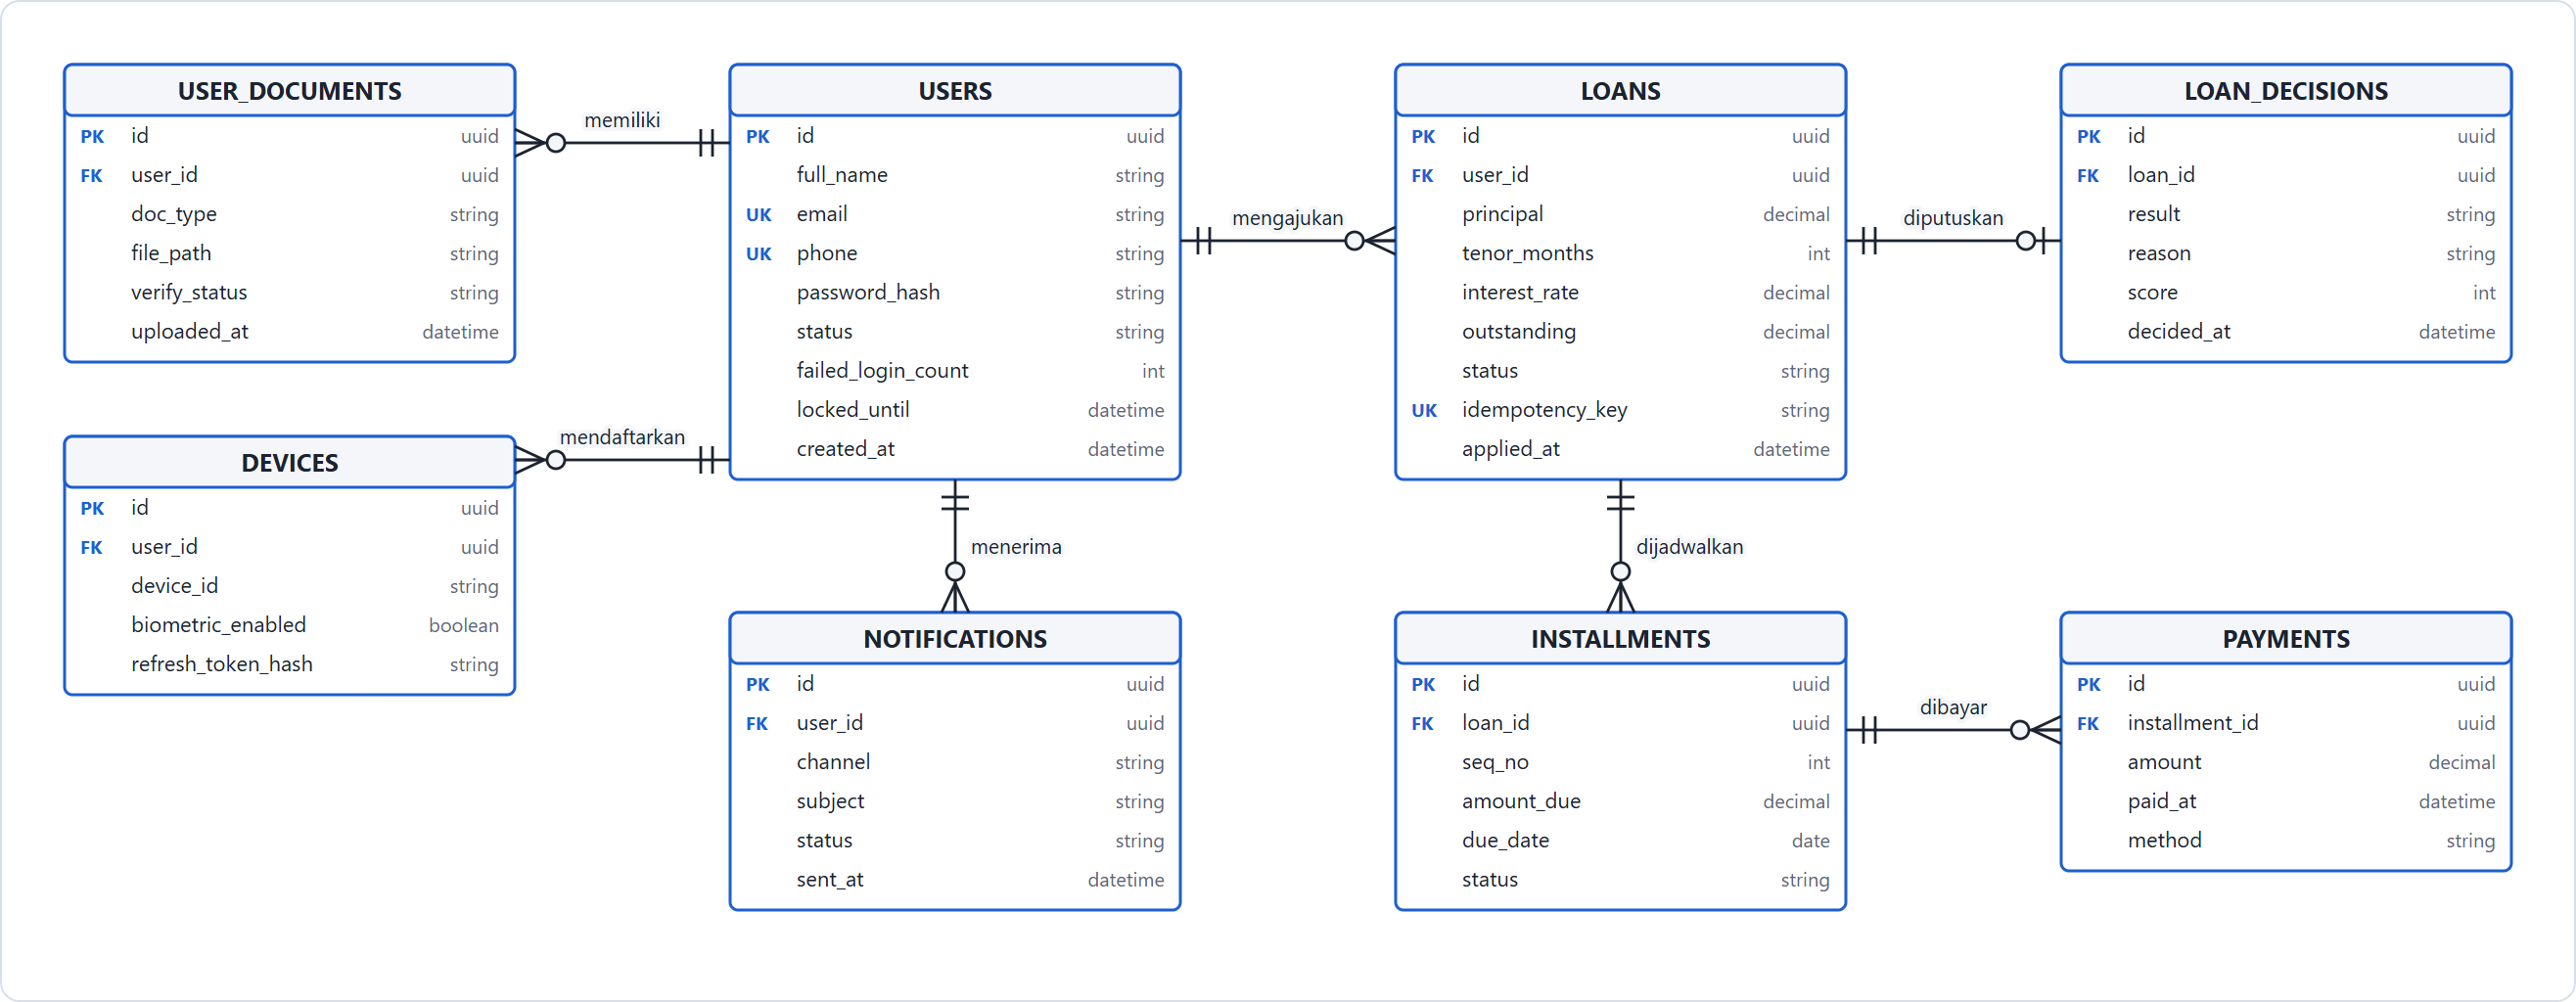 USER_DOCUMENTS
PK id uuid
FK user_id uuid
doc_type string
file_path string
verify_status string
uploaded_at datetime
memiliki
USERS
PK id uuid
full_name string
UK email string
UK phone string
password_hash string
status string
failed_login_count int
locked_until datetime
created_at datetime
mengajukan
LOANS
PK id uuid
FK user_id uuid
principal decimal
tenor_months int
interest_rate decimal
outstanding decimal
status string
UK idempotency_key string
applied_at datetime
diputuskan
LOAN_DECISIONS
PK id uuid
FK loan_id uuid
result string
reason string
score int
decided_at datetime
mendaftarkan
DEVICES
PK id uuid
FK user_id uuid
device_id string
biometric_enabled boolean
refresh_token_hash string
menerima
NOTIFICATIONS
PK id uuid
FK user_id uuid
channel string
subject string
status string
sent_at datetime
dijadwalkan
INSTALLMENTS
PK id uuid
FK loan_id uuid
seq_no int
amount_due decimal
due_date date
status string
dibayar
PAYMENTS
PK id uuid
FK installment_id uuid
amount decimal
paid_at datetime
method string